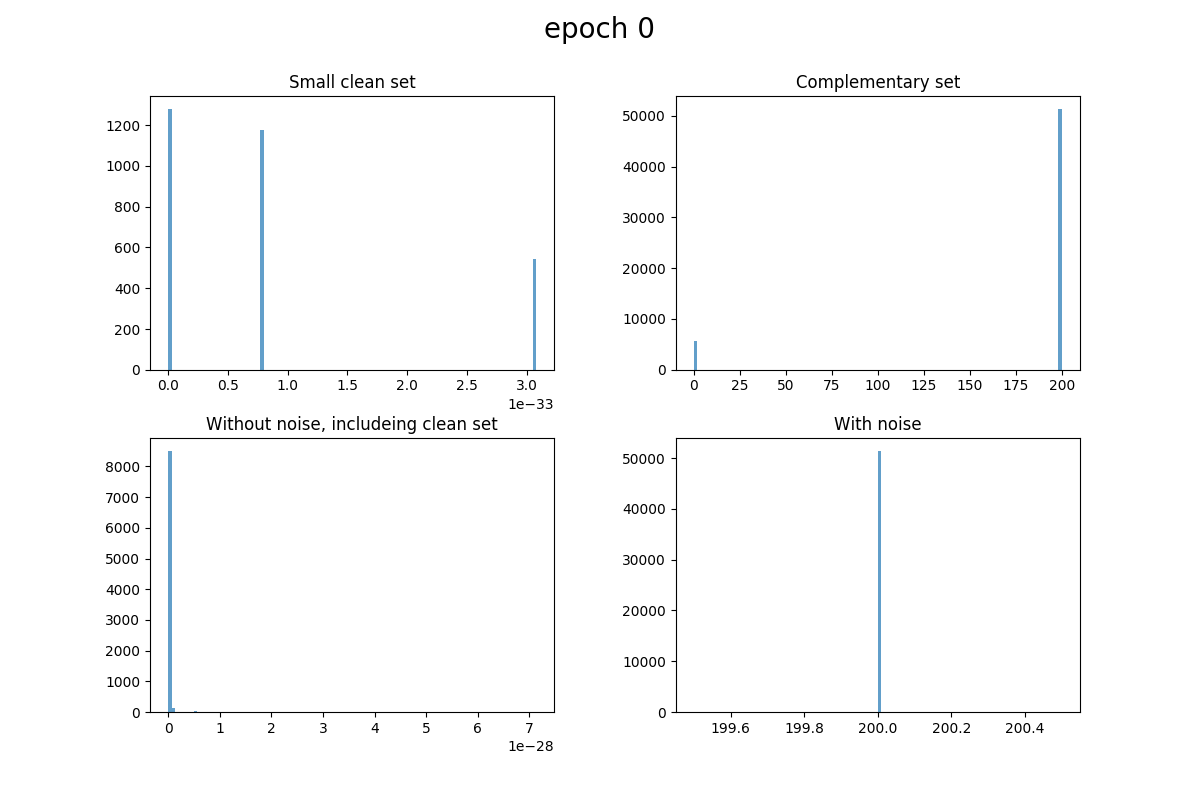 epoch 0
Small clean set
1200
1000
800
600
400
200
0
0.0 0.5 1.0 1.5 2.0 2.5 3.0
1e−33
Complementary set
50000
40000
30000
20000
10000
0
0 25 50 75 100 125 150 175 200
Without noise, includeing clean set
8000
7000
6000
5000
4000
3000
2000
1000
0
0 1 2 3 4 5 6 7
1e−28
With noise
50000
40000
30000
20000
10000
0
199.6 199.8 200.0 200.2 200.4